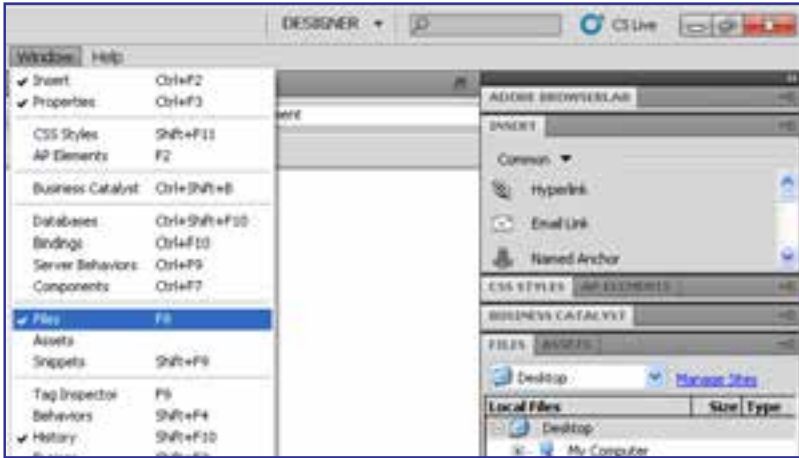 DESIGNER
CS Live
Window Help
Insert Ctrl+F2
Properties Ctrl+F3
CSS Styles Shift+F11
AP Elements F2
Business Catalyst Ctrl+Shift+B
Databases Ctrl+Shift+F10
Bindings Ctrl+F10
Server Behaviors Ctrl+F9
Components Ctrl+F7
Files F8
Assets
Snippets Shift+F9
Tag Inspector F9
Behaviors Shift+F4
History Shift+F10
ment
ADOBE BROWSERLAB
INSERT
Common
Hyperlink
Email Link
Named Anchor
CSS STYLES AP ELEMENTS
BUSINESS CATALYST
FILES ASSETS
Desktop Manage Sites
Local Files Size Type
Desktop
My Computer